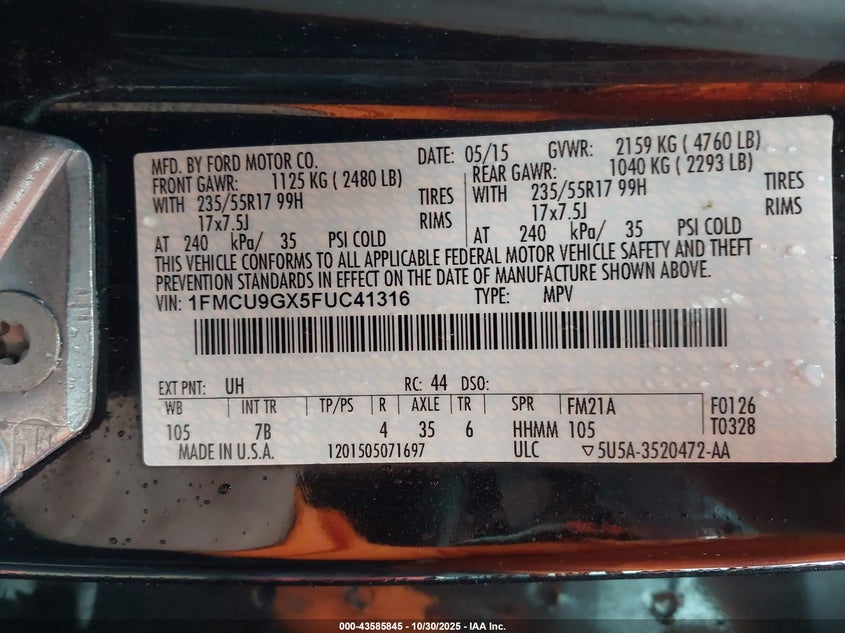 MFD. BY FORD MOTOR CO. DATE: 05/15 GVWR: 2159 KG ( 4760 LB)
FRONT GAWR: 1125 KG ( 2480 LB) REAR GAWR: 1040 KG ( 2293 LB)
WITH 235/55R17 99H TIRES WITH 235/55R17 99H TIRES
17x7.5J RIMS 17x7.5J RIMS
AT 240 kPa/ 35 PSI COLD AT 240 kPa/ 35 PSI COLD
THIS VEHICLE CONFORMS TO ALL APPLICABLE FEDERAL MOTOR VEHICLE SAFETY AND THEFT
PREVENTION STANDARDS IN EFFECT ON THE DATE OF MANUFACTURE SHOWN ABOVE.
VIN: 1FMCU9GX5FUC41316 TYPE: MPV
EXT PNT: UH RC: 44 DSO:
WB INT TR TP/PS R AXLE TR SPR FM21A F0126
105 7B 4 35 6 HHMM 105 T0328
MADE IN U.S.A. 1201505071697 ULC ▽5U5A-3520472-AA
000-43585845 - 10/30/2025 - IAA Inc.